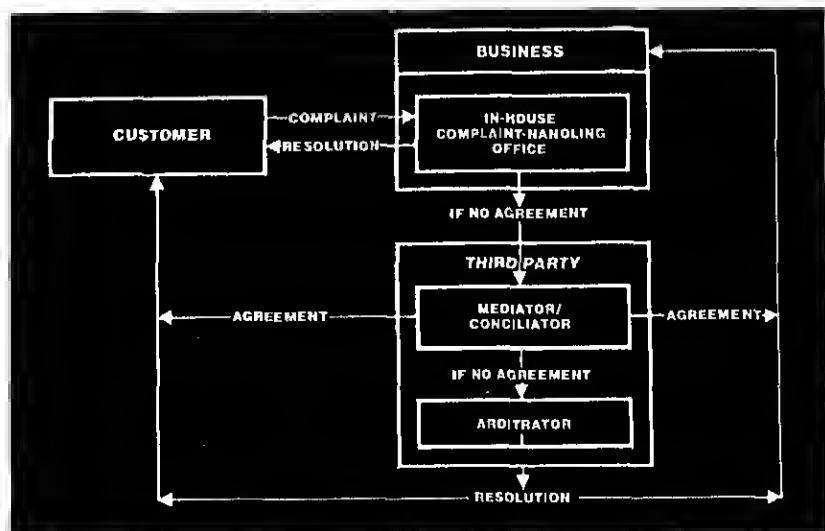 BUSINESS
CUSTOMER
COMPLAINT
RESOLUTION
IN-HOUSE
COMPLAINT-HANDLING
OFFICE
IF NO AGREEMENT
THIRD PARTY
MEDIATOR/
CONCILIATOR
AGREEMENT
AGREEMENT
IF NO AGREEMENT
ARDITRATOR
RESOLUTION